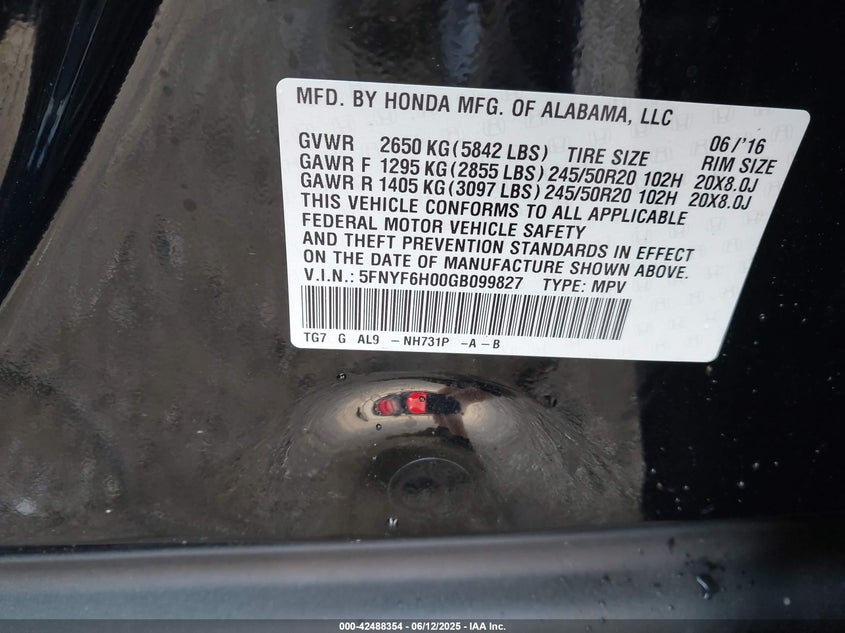 MFD. BY HONDA MFG. OF ALABAMA, LLC
06/'16
GVWR 2650 KG(5842 LBS) TIRE SIZE RIM SIZE
GAWR F 1295 KG(2855 LBS) 245/50R20 102H 20X8.0J
GAWR R 1405 KG(3097 LBS) 245/50R20 102H 20X8.0J
THIS VEHICLE CONFORMS TO ALL APPLICABLE
FEDERAL MOTOR VEHICLE SAFETY
AND THEFT PREVENTION STANDARDS IN EFFECT
ON THE DATE OF MANUFACTURE SHOWN ABOVE.
V.I.N.: 5FNYF6H00GB099827 TYPE: MPV
TG7 G AL9 -NH731P -A-B
000-42488354 - 06/12/2025 - IAA Inc.